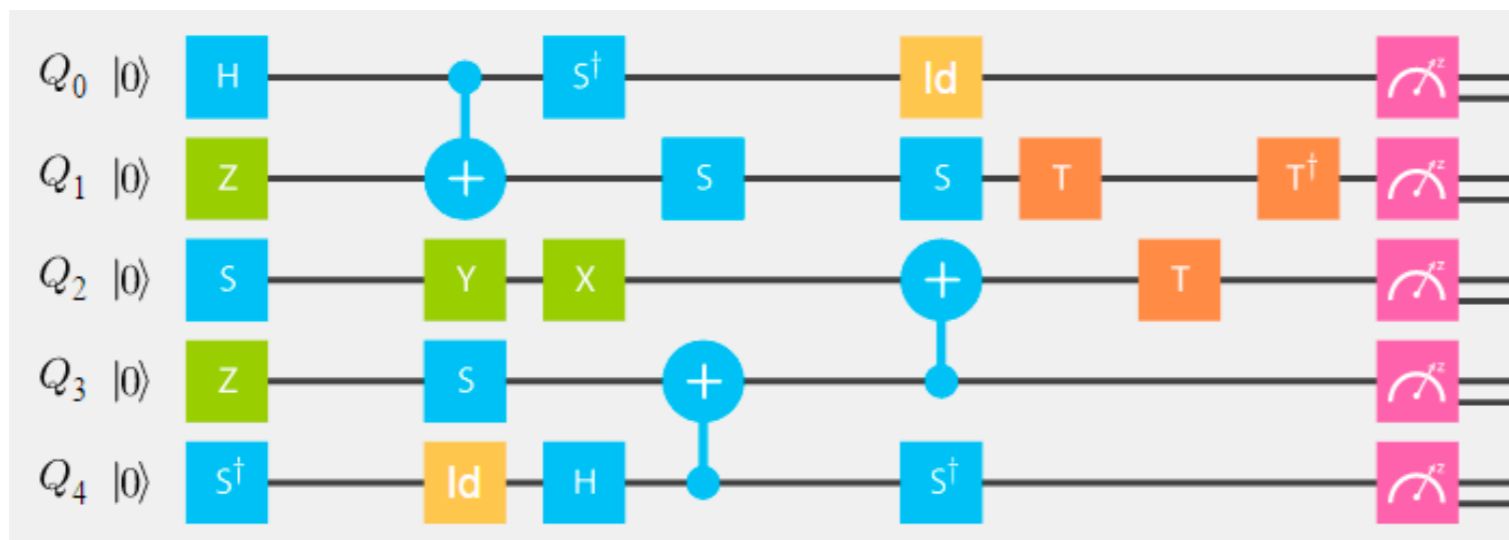 Q0 |0⟩ H S† Id z
Q1 |0⟩ Z + S S T T† z
Q2 |0⟩ S Y X + T z
Q3 |0⟩ Z S + z
Q4 |0⟩ S† Id H S† z